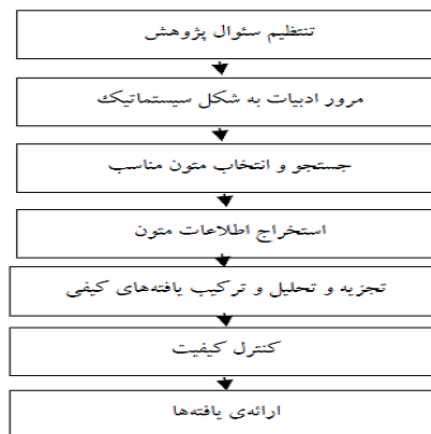 تنتظیم سئوال پژوهش
مرور ادبیات به شکل سیستماتیک
جستجو و انتخاب متون مناسب
استخراج اطلاعات متون
تجزیه و تحلیل و ترکیب یافته‌های کیفی
کنترل کیفیت
ارائه‌ی یافته‌ها